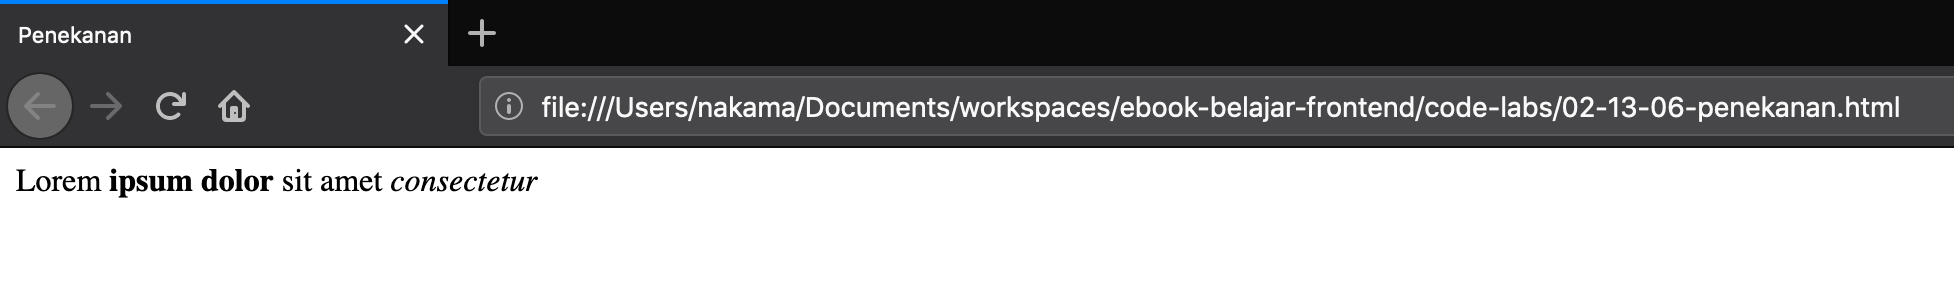 Penekanan
file:///Users/nakama/Documents/workspaces/ebook-belajar-frontend/code-labs/02-13-06-penekanan.html
Lorem ipsum dolor sit amet consectetur